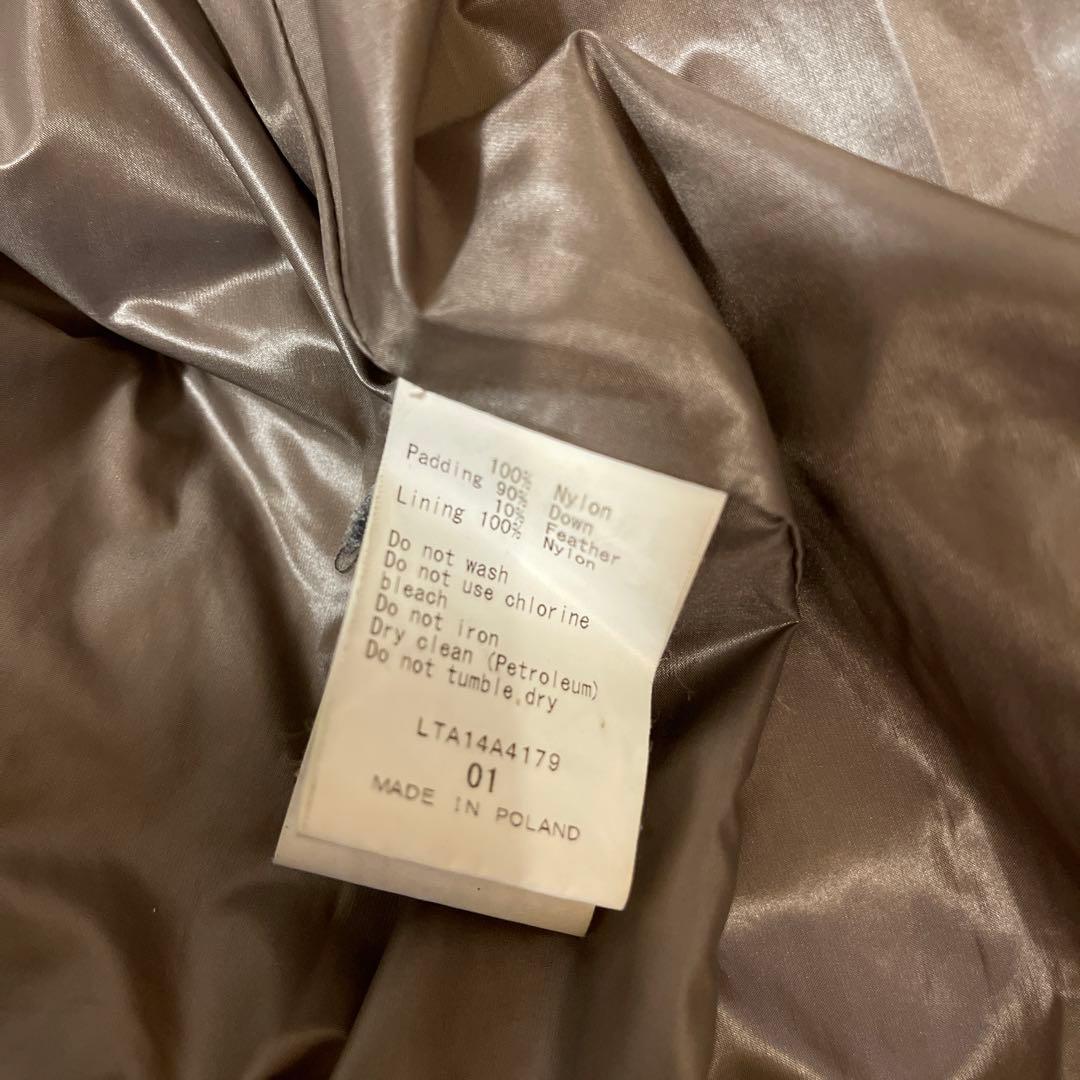 100% Nylon
Padding 90% Down
10% Feather
Lining 100% Nylon
Do not wash
Do not use chlorine
bleach
Do not iron
Dry clean (Petroleum)
Do not tumble dry
LTA14A4179
01
MADE IN POLAND